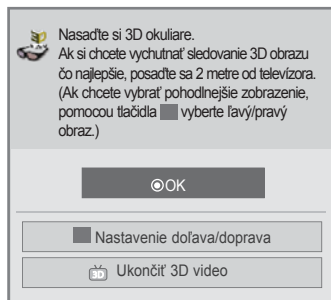 Nasaďte si 3D okuliare.
Ak si chcete vychutnať sledovanie 3D obrazu
čo najlepšie, posaďte sa 2 metre od televízora.
(Ak chcete vybrať pohodlnejšie zobrazenie,
pomocou tlačidla vyberte ľavý/pravý
obraz.)
OK
Nastavenie doľava/doprava
3D Ukončiť 3D video